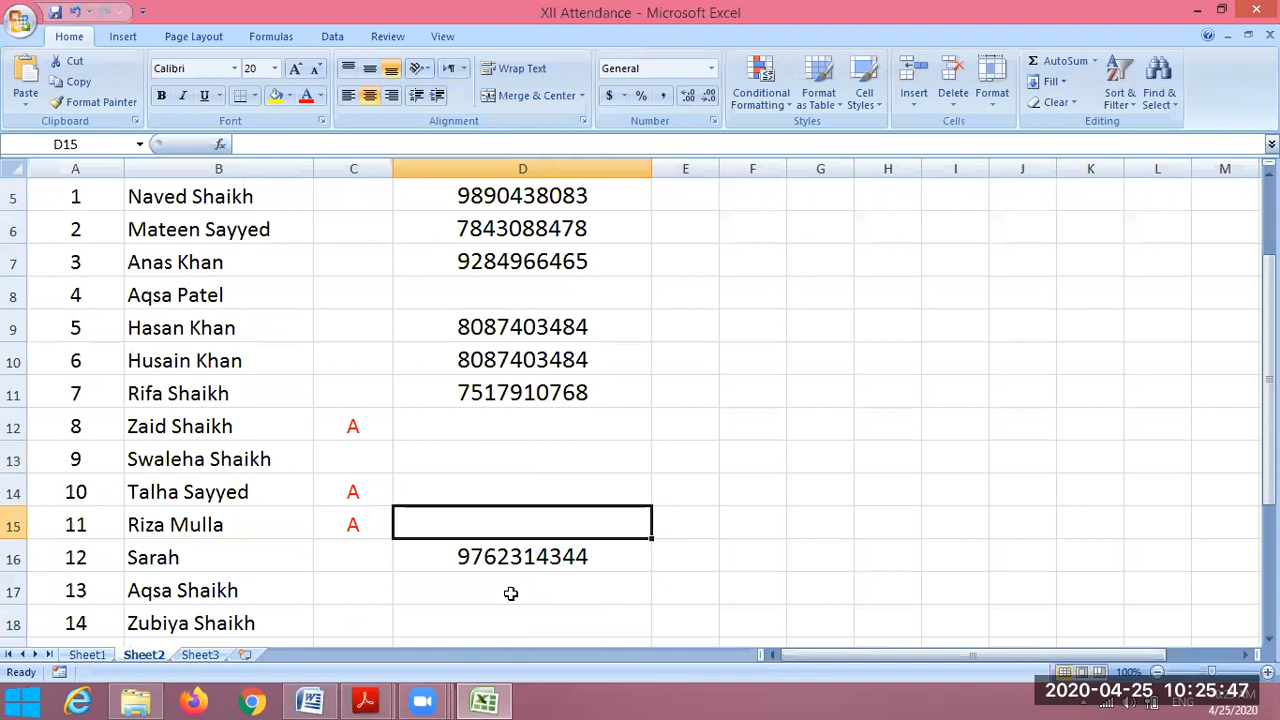 XII Attendance - Microsoft Excel
Home Insert Page Layout Formulas Data Review View
Paste Cut Copy Format Painter Clipboard
Calibri 20 B I U Font
Wrap Text Merge & Center Alignment
General $ % , Number
Conditional Formatting Format as Table Cell Styles Styles
Insert Delete Format Cells
Σ AutoSum Fill Clear Sort & Filter Find & Select Editing
D15 fx
A B C D E F G H I J K L M
5 1 Naved Shaikh 9890438083
6 2 Mateen Sayyed 7843088478
7 3 Anas Khan 9284966465
8 4 Aqsa Patel
9 5 Hasan Khan 8087403484
10 6 Husain Khan 8087403484
11 7 Rifa Shaikh 7517910768
12 8 Zaid Shaikh A
13 9 Swaleha Shaikh
14 10 Talha Sayyed A
15 11 Riza Mulla A
16 12 Sarah 9762314344
17 13 Aqsa Shaikh
18 14 Zubiya Shaikh
Sheet1 Sheet2 Sheet3
Ready 100%
2020-04-25 10:25:47
4/25/2020